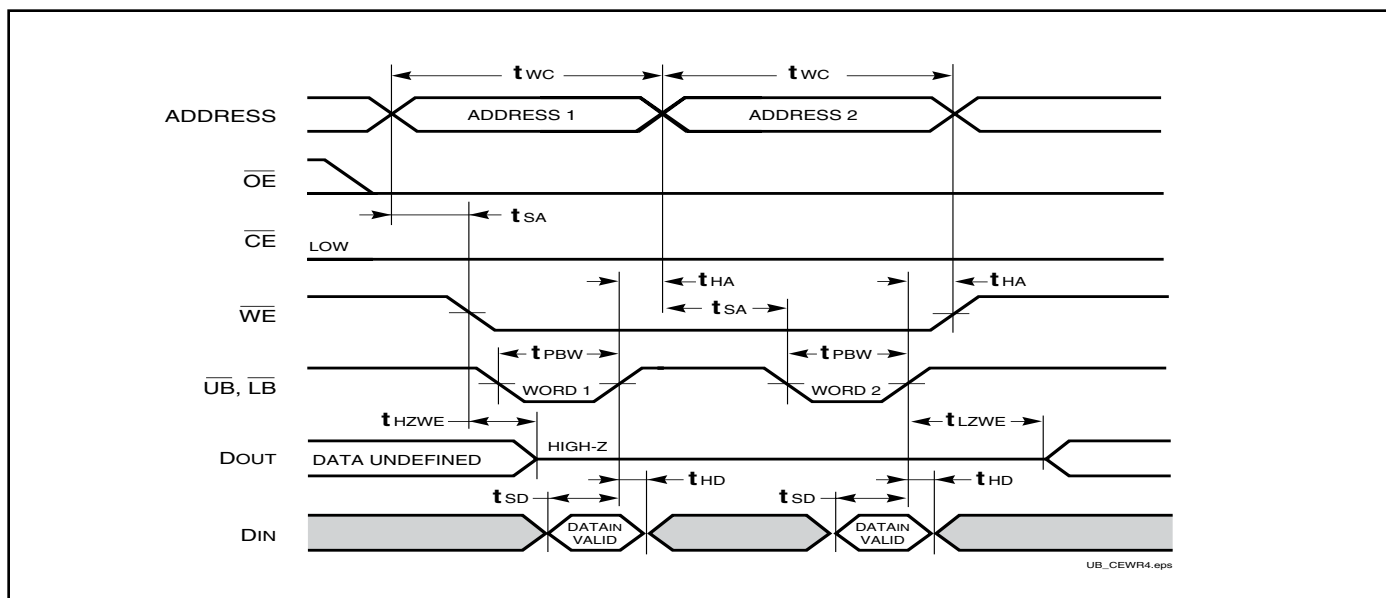 tWC tWC
ADDRESS ADDRESS 1 ADDRESS 2
OE
tSA
CE LOW
tHA tHA
WE tSA
tPBW tPBW
UB, LB WORD 1 WORD 2
tHZWE tLZWE
DOUT DATA UNDEFINED HIGH-Z
tSD tHD tSD tHD
DIN DATAIN VALID DATAIN VALID
UB_CEWR4.eps